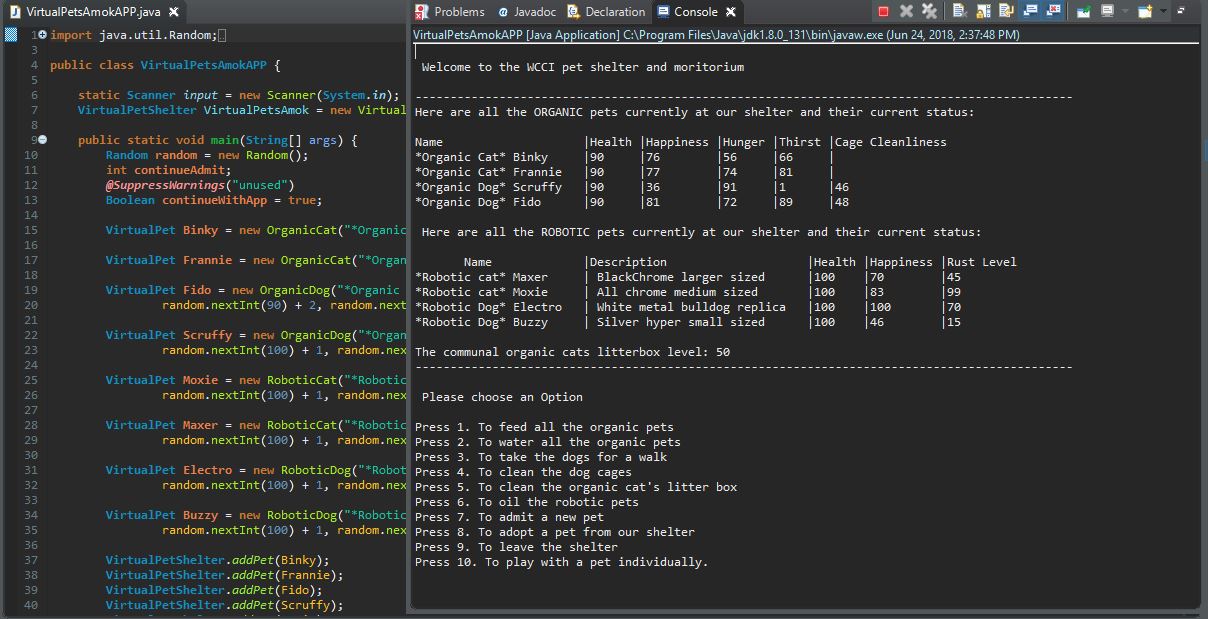 VirtualPetsAmokAPP.java
1 import java.util.Random;
3
4 public class VirtualPetsAmokAPP {
5
6 static Scanner input = new Scanner(System.in);
7 VirtualPetShelter VirtualPetsAmok = new Virtual
8
9 public static void main(String[] args) {
10 Random random = new Random();
11 int continueAdmit;
12 @SuppressWarnings("unused")
13 Boolean continueWithApp = true;
14
15 VirtualPet Binky = new OrganicCat("*Organic
16
17 VirtualPet Frannie = new OrganicCat("*Organ
18
19 VirtualPet Fido = new OrganicDog("*Organic
20 random.nextInt(90) + 2, random.next
21
22 VirtualPet Scruffy = new OrganicDog("*Organ
23 random.nextInt(100) + 1, random.nex
24
25 VirtualPet Moxie = new RoboticCat("*Robotic
26 random.nextInt(100) + 1, random.nex
27
28 VirtualPet Maxer = new RoboticCat("*Robotic
29 random.nextInt(100) + 1, random.nex
30
31 VirtualPet Electro = new RoboticDog("*Robot
32 random.nextInt(100) + 1, random.nex
33
34 VirtualPet Buzzy = new RoboticDog("*Robotic
35 random.nextInt(100) + 1, random.nex
36
37 VirtualPetShelter.addPet(Binky);
38 VirtualPetShelter.addPet(Frannie);
39 VirtualPetShelter.addPet(Fido);
40 VirtualPetShelter.addPet(Scruffy);
Problems Javadoc Declaration Console
VirtualPetsAmokAPP [Java Application] C:\Program Files\Java\jdk1.8.0_131\bin\javaw.exe (Jun 24, 2018, 2:37:48 PM)
Welcome to the WCCI pet shelter and moritorium
----------------------------------------------------------------------------------------------
Here are all the ORGANIC pets currently at our shelter and their current status:
Name |Health |Happiness |Hunger |Thirst |Cage Cleanliness
*Organic Cat* Binky |90 |76 |56 |66 |
*Organic Cat* Frannie |90 |77 |74 |81 |
*Organic Dog* Scruffy |90 |36 |91 |1 |46
*Organic Dog* Fido |90 |81 |72 |89 |48
Here are all the ROBOTIC pets currently at our shelter and their current status:
Name |Description |Health |Happiness |Rust Level
*Robotic cat* Maxer | BlackChrome larger sized |100 |70 |45
*Robotic cat* Moxie | All chrome medium sized |100 |83 |99
*Robotic Dog* Electro | White metal bulldog replica |100 |100 |70
*Robotic Dog* Buzzy | Silver hyper small sized |100 |46 |15
The communal organic cats litterbox level: 50
----------------------------------------------------------------------------------------------
Please choose an Option
Press 1. To feed all the organic pets
Press 2. To water all the organic pets
Press 3. To take the dogs for a walk
Press 4. To clean the dog cages
Press 5. To clean the organic cat's litter box
Press 6. To oil the robotic pets
Press 7. To admit a new pet
Press 8. To adopt a pet from our shelter
Press 9. To leave the shelter
Press 10. To play with a pet individually.